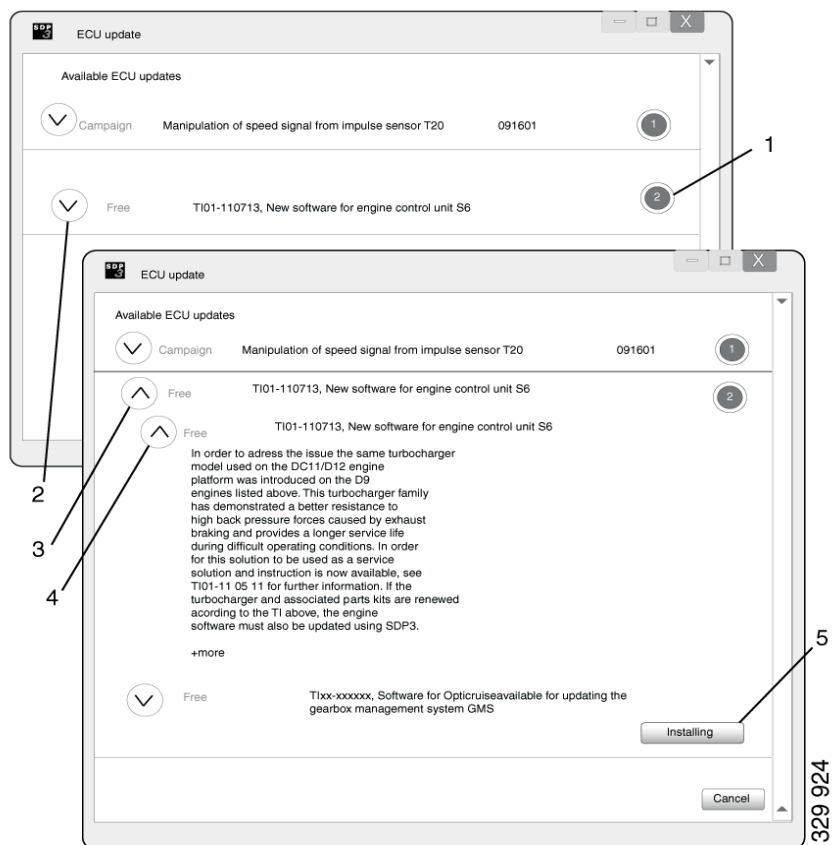 SDP 3 ECU update
X
Available ECU updates
Campaign Manipulation of speed signal from impulse sensor T20 091601 1
1
Free TI01-110713, New software for engine control unit S6 2
SDP 3 ECU update
X
Available ECU updates
Campaign Manipulation of speed signal from impulse sensor T20 091601 1
Free TI01-110713, New software for engine control unit S6 2
Free TI01-110713, New software for engine control unit S6
In order to adress the issue the same turbocharger
model used on the DC11/D12 engine
platform was introduced on the D9
engines listed above. This turbocharger family
has demonstrated a better resistance to
high back pressure forces caused by exhaust
braking and provides a longer service life
during difficult operating conditions. In order
for this solution to be used as a service
solution and instruction is now available, see
TI01-11 05 11 for further information. If the
turbocharger and associated parts kits are renewed
acording to the TI above, the engine
software must also be updated using SDP3.
+more
2
3
4
5
Free TIxx-xxxxxx, Software for Opticruiseavailable for updating the
gearbox management system GMS
Installing
Cancel
329 924